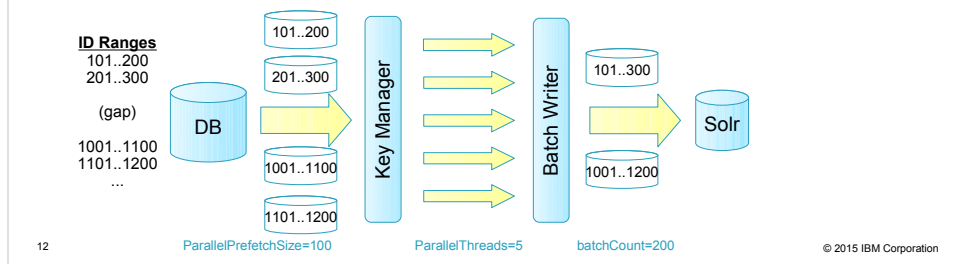 ID Ranges
101..200
201..300
(gap)
1001..1100
1101..1200
...
DB
101..200
201..300
1001..1100
1101..1200
Key Manager
Batch Writer
101..300
1001..1200
Solr
12
ParallelPrefetchSize=100
ParallelThreads=5
batchCount=200
© 2015 IBM Corporation